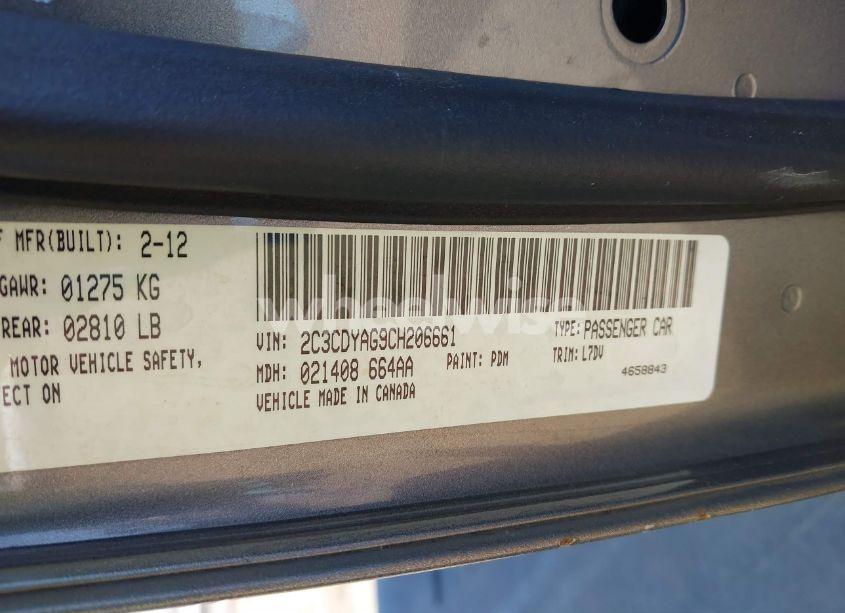 F MFR(BUILT): 2-12
GAWR: 01275 KG
REAR: 02810 LB
MOTOR VEHICLE SAFETY,
ECT ON
wheelwise
VIN: 2C3CDYAG9CH206661
TYPE: PASSENGER CAR
MDH: 021408 664AA
PAINT: PDM
TRIM: L7DV
VEHICLE MADE IN CANADA
4658843